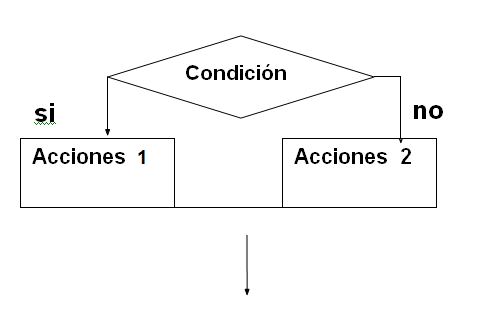 Condición
si
no
Acciones 1
Acciones 2